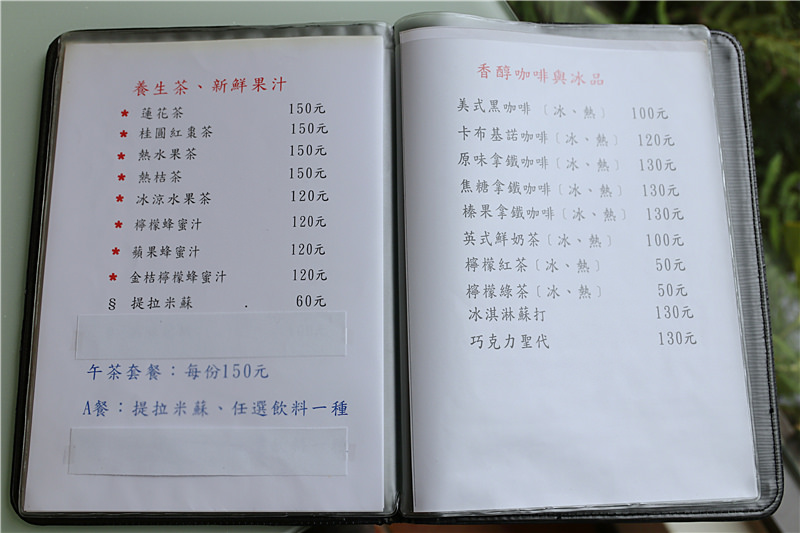 養生茶、新鮮果汁
* 蓮花茶 150元
* 桂圓紅棗茶 150元
* 熱水果茶 150元
* 熱桔茶 150元
* 冰涼水果茶 120元
* 檸檬蜂蜜汁 120元
* 蘋果蜂蜜汁 120元
* 金桔檸檬蜂蜜汁 120元
§ 提拉米蘇 . 60元
午茶套餐：每份150元
A餐：提拉米蘇、任選飲料一種
香醇咖啡與冰品
美式黑咖啡〔冰、熱〕 100元
卡布基諾咖啡〔冰、熱〕 120元
原味拿鐵咖啡〔冰、熱〕 130元
焦糖拿鐵咖啡〔冰、熱〕 130元
榛果拿鐵咖啡〔冰、熱〕 130元
英式鮮奶茶〔冰、熱〕 100元
檸檬紅茶〔冰、熱〕 50元
檸檬綠茶〔冰、熱〕 50元
冰淇淋蘇打 130元
巧克力聖代 130元